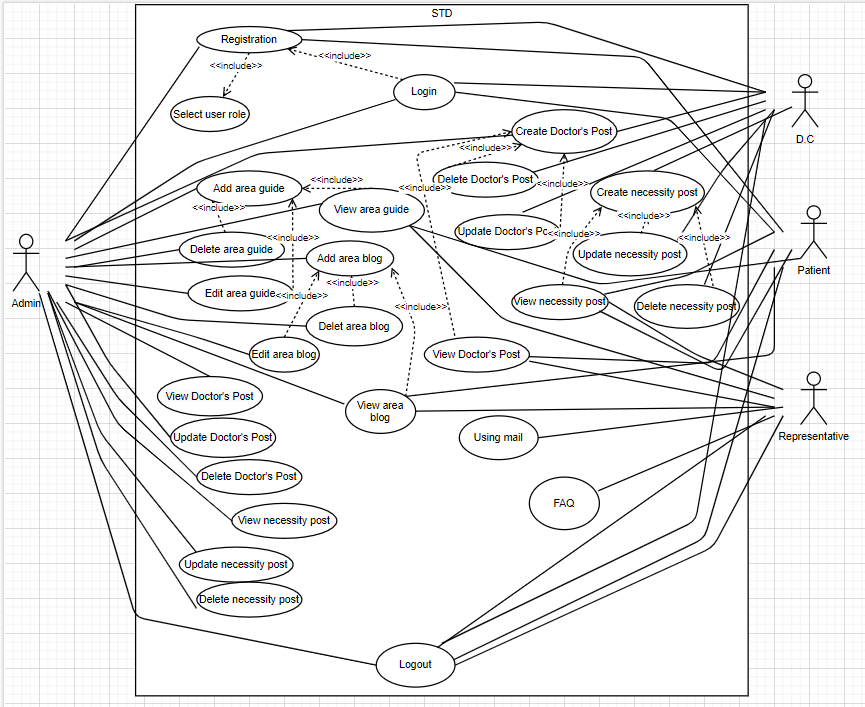 STD
Registration
<<include>>
<<include>>
Select user role
Login
D.C
Create Doctor's Post
<<include>>
Delete Doctor's Post
<<include>>
<<include>>
<<include>>
Add area guide
Create necessity post
<<include>>
View area guide
<<include>>
Update Doctor's Po
<<include>>
<<include>>
<<include>>
Delete area guide
Add area blog
Update necessity post
Patient
<<include>>
Edit area guide
<<include>>
Admin
View necessity post
Delete necessity post
<<include>>
Delet area blog
Edit area blog
View Doctor's Post
View Doctor's Post
View area
blog
Update Doctor's Post
Using mail
Representative
Delete Doctor's Post
FAQ
View necessity post
Update necessity post
Delete necessity post
Logout